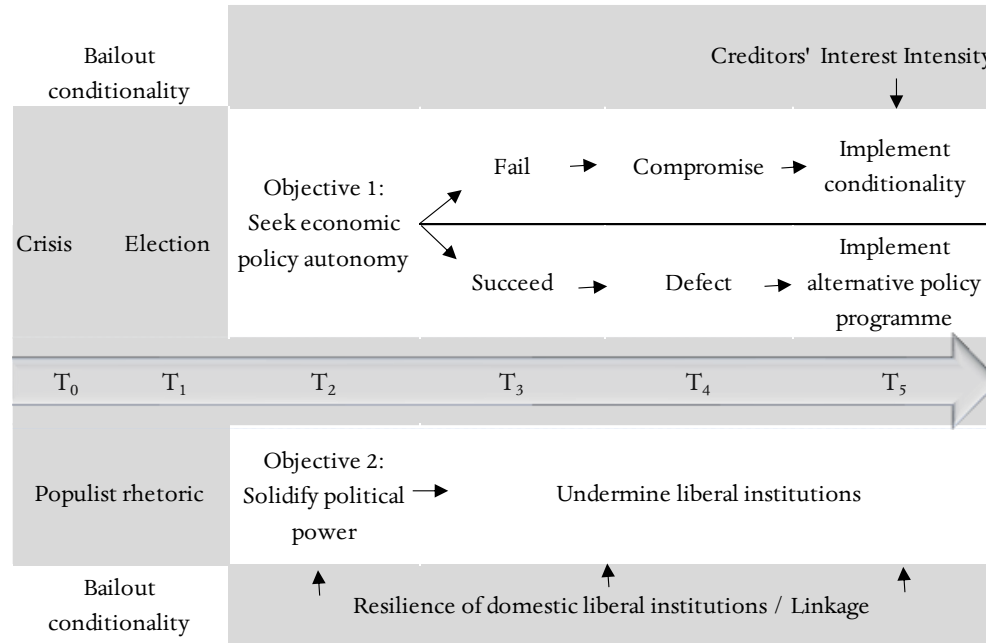 Bailout
conditionality
Creditors' Interest Intensity
Crisis
Election
Objective 1:
Seek economic
policy autonomy
Fail
Compromise
Implement
conditionality
Succeed
Defect
Implement
alternative policy
programme
T₀
T₁
T₂
T₃
T₄
T₅
Populist rhetoric
Objective 2:
Solidify political
power
Undermine liberal institutions
Bailout
conditionality
Resilience of domestic liberal institutions / Linkage